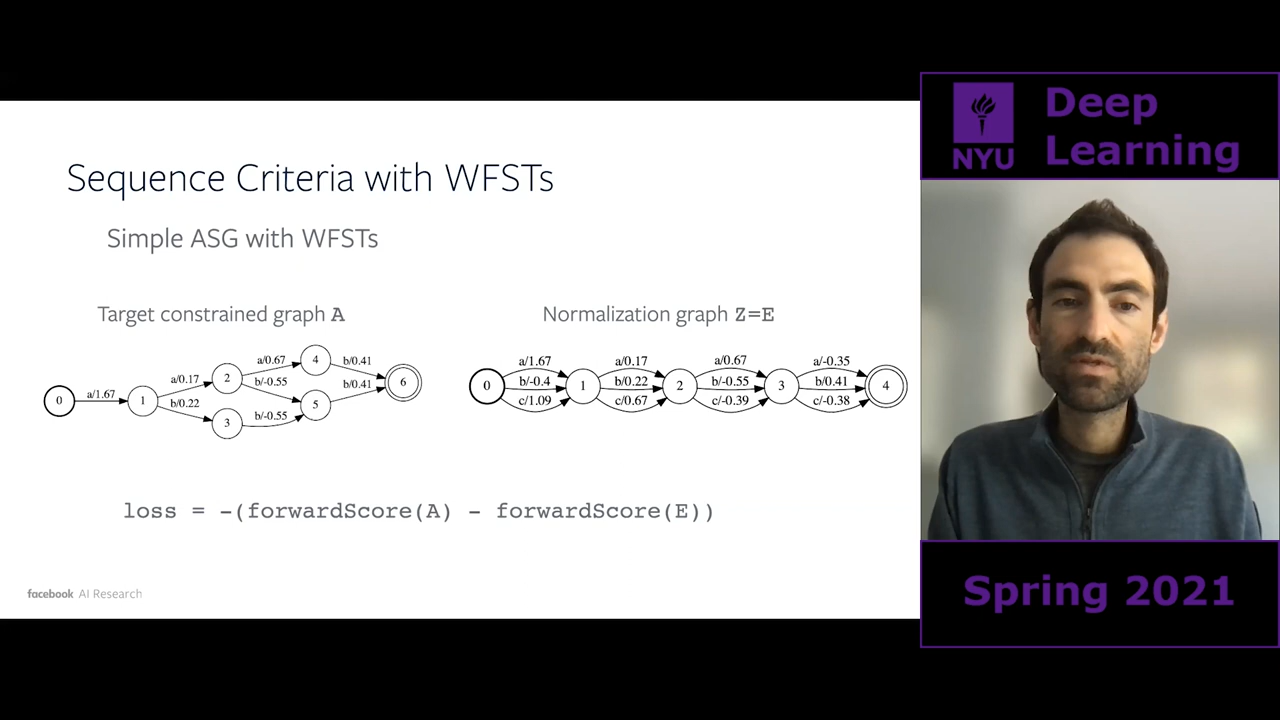 Sequence Criteria with WFSTs
Simple ASG with WFSTs
Target constrained graph A
0
a/1.67
1
a/0.17
b/0.22
2
3
a/0.67
b/-0.55
b/-0.55
4
5
b/0.41
b/0.41
6
Normalization graph Z=E
0
a/1.67
b/-0.4
c/1.09
1
a/0.17
b/0.22
c/0.67
2
a/0.67
b/-0.55
c/-0.39
3
a/-0.35
b/0.41
c/-0.38
4
loss = -(forwardScore(A) - forwardScore(E))
facebook AI Research
NYU
Deep
Learning
Spring 2021